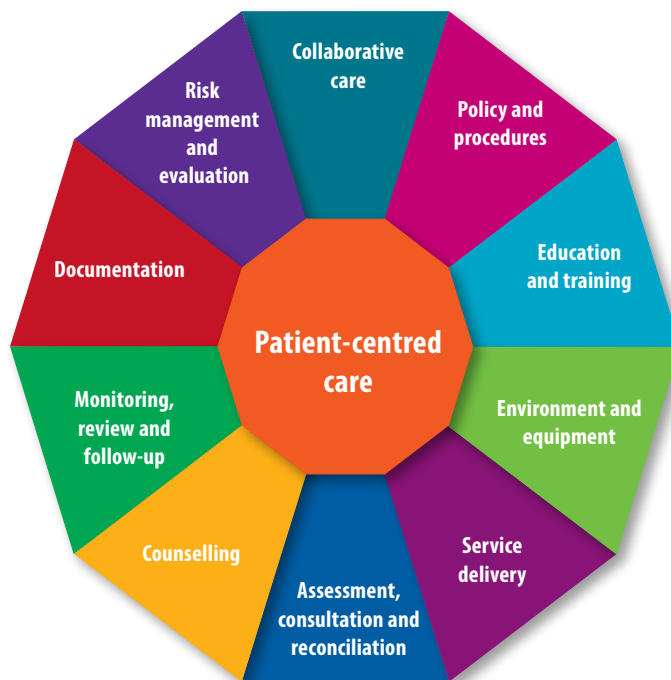 Collaborative
care
Policy and
procedures
Education
and training
Environment and
equipment
Service
delivery
Assessment,
consultation and
reconciliation
Counselling
Monitoring,
review and
follow-up
Documentation
Risk
management
and
evaluation
Patient-centred
care